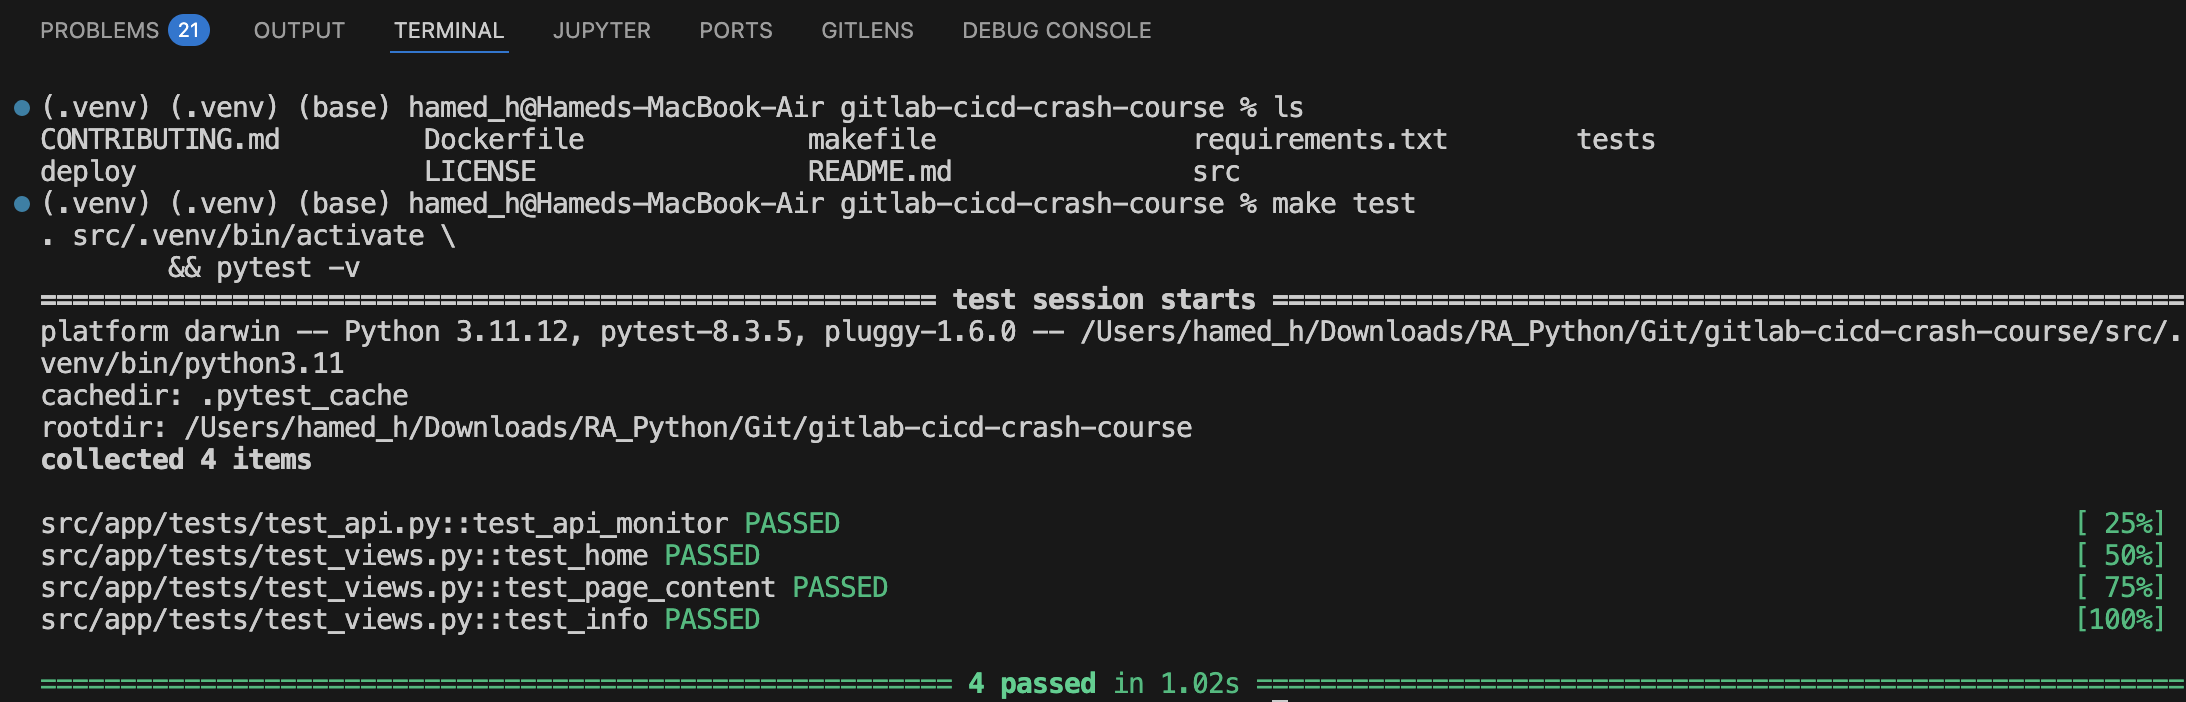 PROBLEMS 21 OUTPUT TERMINAL JUPYTER PORTS GITLENS DEBUG CONSOLE
(.venv) (.venv) (base) hamed_h@Hameds-MacBook-Air gitlab-cicd-crash-course % ls
CONTRIBUTING.md Dockerfile makefile requirements.txt tests
deploy LICENSE README.md src
(.venv) (.venv) (base) hamed_h@Hameds-MacBook-Air gitlab-cicd-crash-course % make test
. src/.venv/bin/activate \
&& pytest -v
======================================================== test session starts =========================================================
platform darwin -- Python 3.11.12, pytest-8.3.5, pluggy-1.6.0 -- /Users/hamed_h/Downloads/RA_Python/Git/gitlab-cicd-crash-course/src/.
venv/bin/python3.11
cachedir: .pytest_cache
rootdir: /Users/hamed_h/Downloads/RA_Python/Git/gitlab-cicd-crash-course
collected 4 items
src/app/tests/test_api.py::test_api_monitor PASSED [ 25%]
src/app/tests/test_views.py::test_home PASSED [ 50%]
src/app/tests/test_views.py::test_page_content PASSED [ 75%]
src/app/tests/test_views.py::test_info PASSED [100%]
========================================================= 4 passed in 1.02s ==========================================================